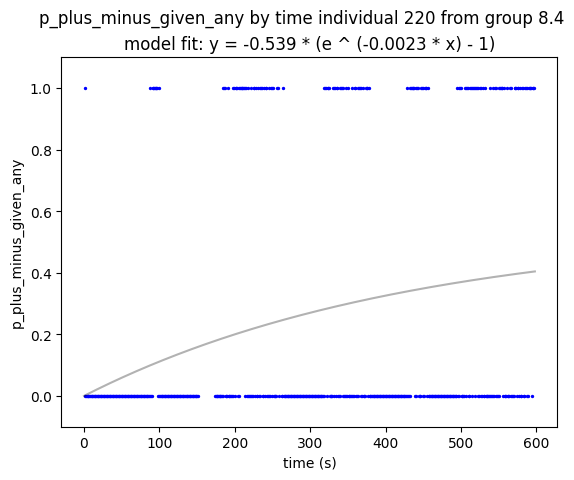 p_plus_minus_given_any by time individual 220 from group 8.4
model fit: y = -0.539 * (e ^ (-0.0023 * x) - 1)
1.0
0.8
0.6
0.4
0.2
0.0
p_plus_minus_given_any
0 100 200 300 400 500 600
time (s)